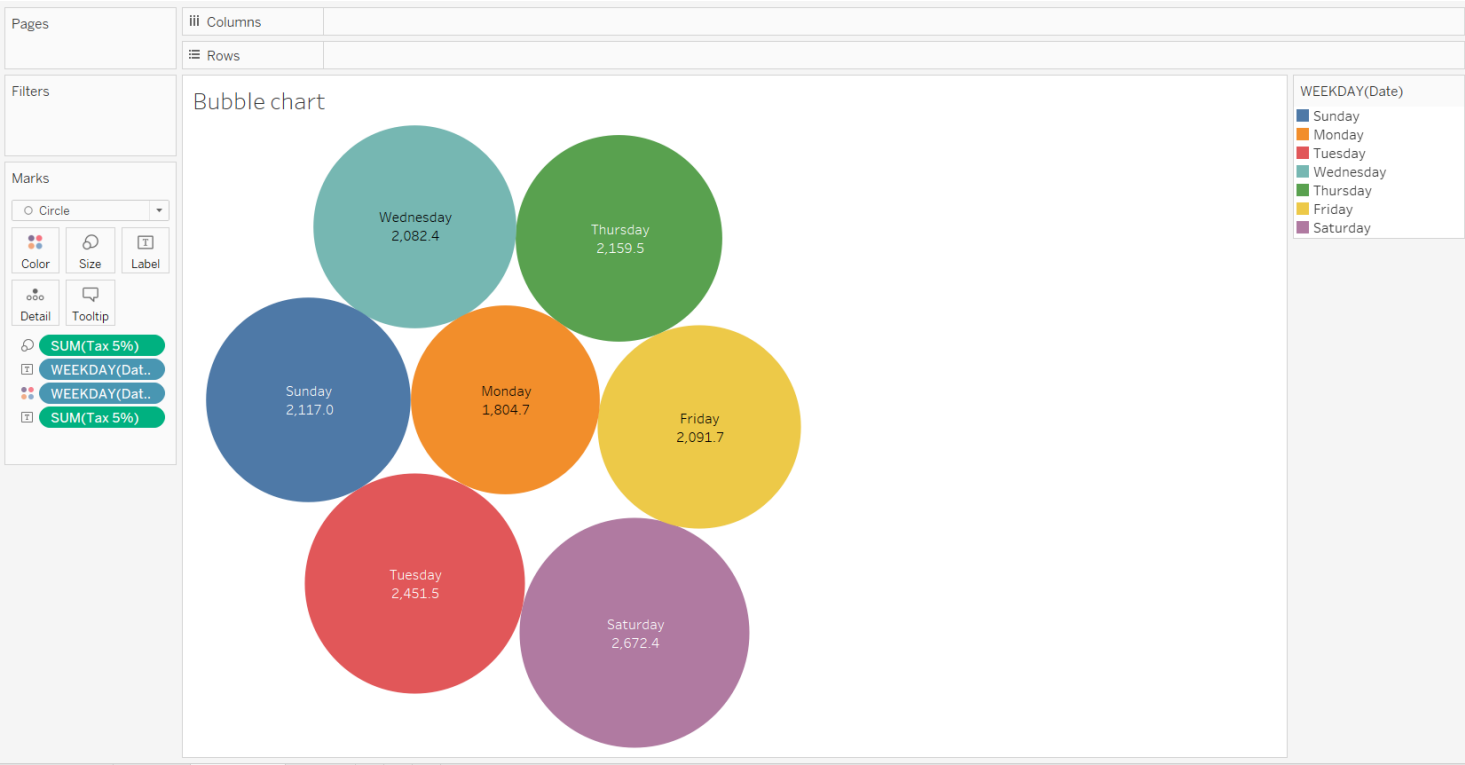 Pages
Columns
Rows
Filters
Marks
Circle
Color
Size
Label
Detail
Tooltip
SUM(Tax 5%)
WEEKDAY(Dat..
WEEKDAY(Dat..
SUM(Tax 5%)
Bubble chart
Wednesday
2,082.4
Thursday
2,159.5
Sunday
2,117.0
Monday
1,804.7
Friday
2,091.7
Tuesday
2,451.5
Saturday
2,672.4
WEEKDAY(Date)
Sunday
Monday
Tuesday
Wednesday
Thursday
Friday
Saturday